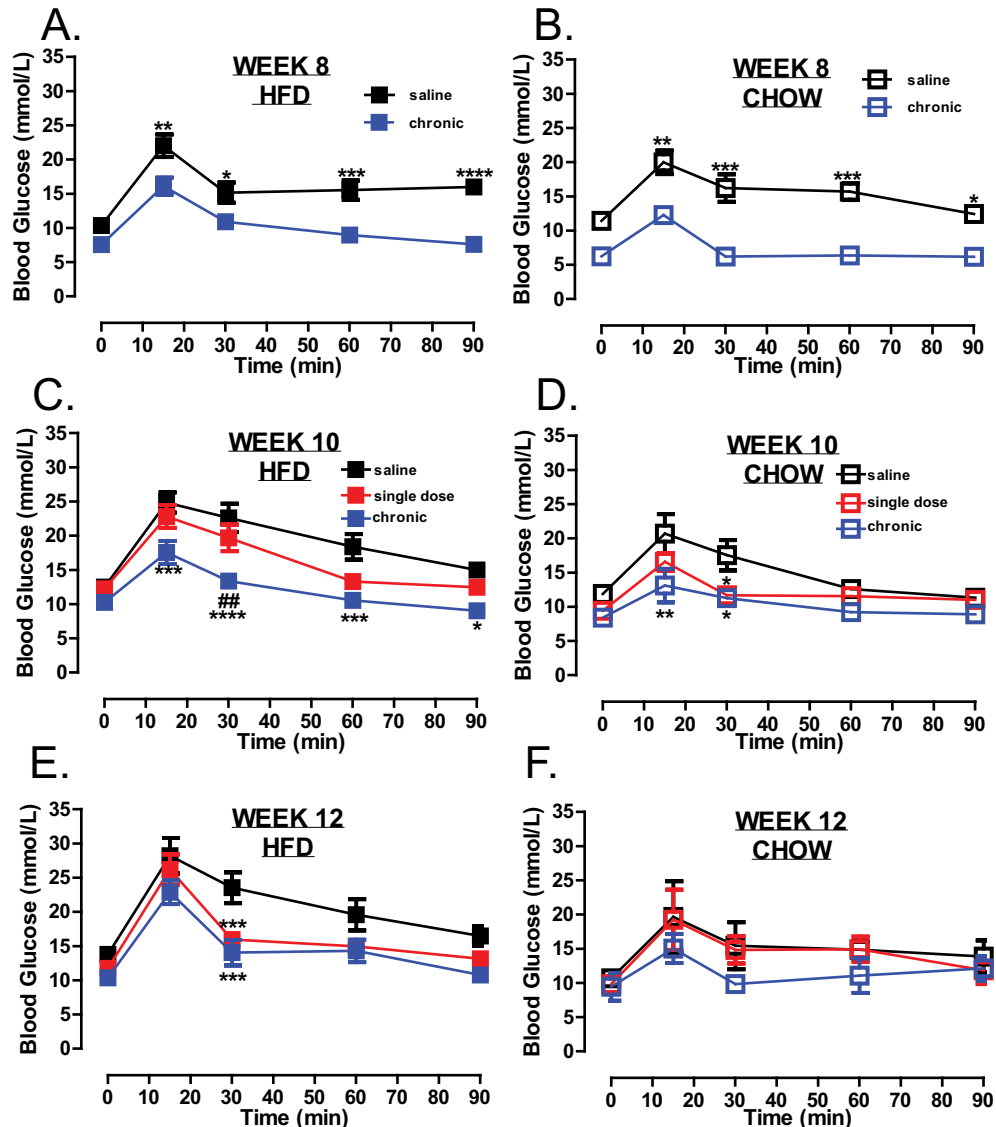 A.
WEEK 8
HFD
saline
chronic
Blood Glucose (mmol/L)
35
30
25
20
15
10
5
0
**
*
***
****
0 10 20 30 40 50 60 70 80 90
Time (min)
B.
WEEK 8
CHOW
saline
chronic
Blood Glucose (mmol/L)
35
30
25
20
15
10
5
0
**
***
***
*
0 10 20 30 40 50 60 70 80 90
Time (min)
C.
WEEK 10
HFD
saline
single dose
chronic
Blood Glucose (mmol/L)
35
30
25
20
15
10
5
0
***
##
****
***
*
0 10 20 30 40 50 60 70 80 90
Time (min)
D.
WEEK 10
CHOW
saline
single dose
chronic
Blood Glucose (mmol/L)
35
30
25
20
15
10
5
0
*
**
*
0 10 20 30 40 50 60 70 80 90
Time (min)
E.
WEEK 12
HFD
Blood Glucose (mmol/L)
35
30
25
20
15
10
5
0
***
***
0 10 20 30 40 50 60 70 80 90
Time (min)
F.
WEEK 12
CHOW
Blood Glucose (mmol/L)
35
30
25
20
15
10
5
0
0 10 20 30 40 50 60 70 80 90
Time (min)